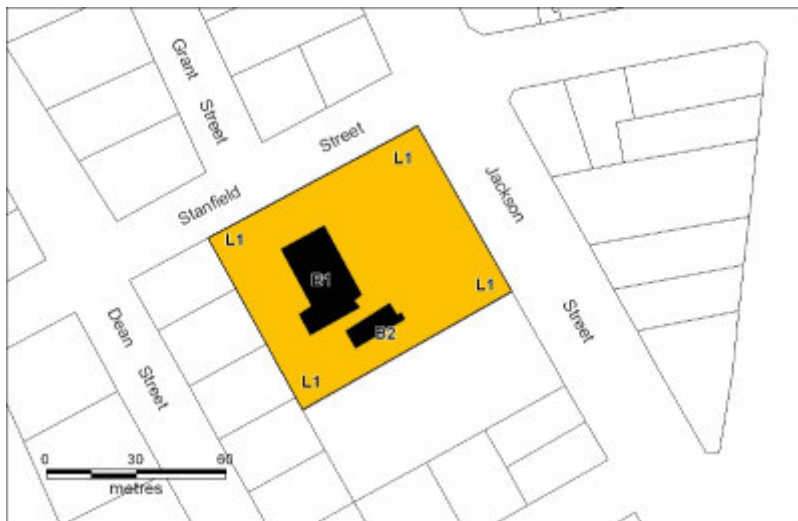 Grant
Street
Stanfield Street
Jackson
Street
Dean
Street
L1
L1
L1
L1
B1
B2
0 30 60
metres